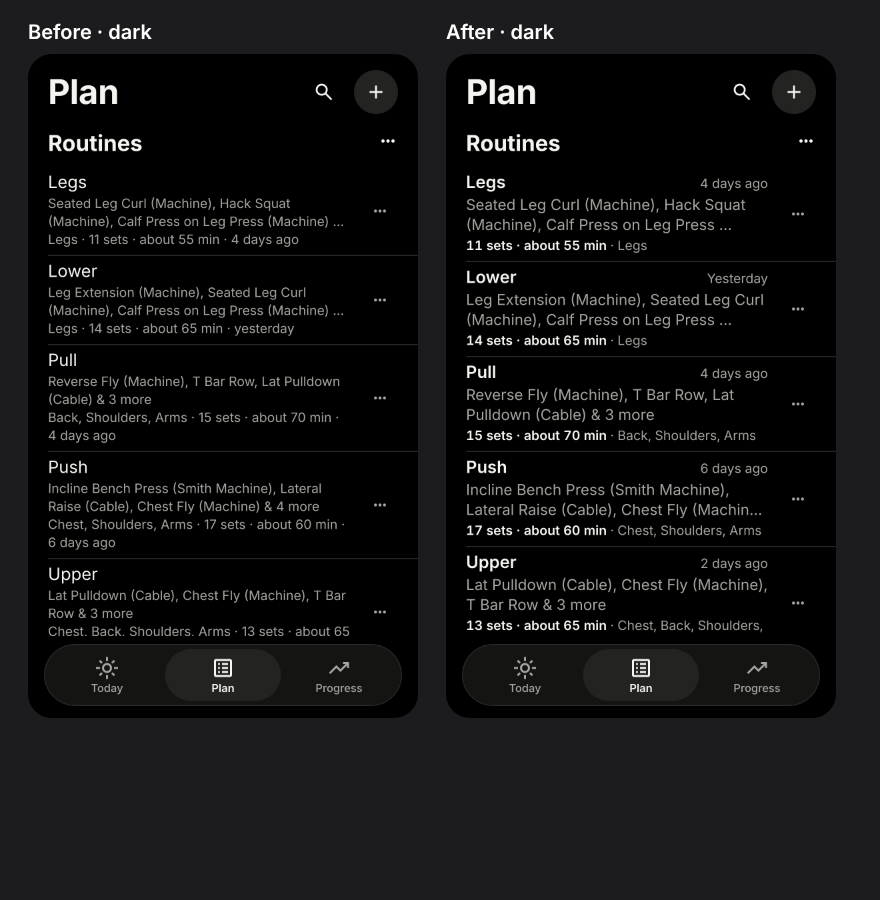 Before · dark
Plan
Routines
Legs
Seated Leg Curl (Machine), Hack Squat
(Machine), Calf Press on Leg Press (Machine) ...
Legs · 11 sets · about 55 min · 4 days ago
Lower
Leg Extension (Machine), Seated Leg Curl
(Machine), Calf Press on Leg Press (Machine) ...
Legs · 14 sets · about 65 min · yesterday
Pull
Reverse Fly (Machine), T Bar Row, Lat Pulldown
(Cable) & 3 more
Back, Shoulders, Arms · 15 sets · about 70 min ·
4 days ago
Push
Incline Bench Press (Smith Machine), Lateral
Raise (Cable), Chest Fly (Machine) & 4 more
Chest, Shoulders, Arms · 17 sets · about 60 min ·
6 days ago
Upper
Lat Pulldown (Cable), Chest Fly (Machine), T Bar
Row & 3 more
Chest, Back, Shoulders, Arms · 13 sets · about 65
Today
Plan
Progress
After · dark
Plan
Routines
Legs 4 days ago
Seated Leg Curl (Machine), Hack Squat
(Machine), Calf Press on Leg Press ...
11 sets · about 55 min · Legs
Lower Yesterday
Leg Extension (Machine), Seated Leg Curl
(Machine), Calf Press on Leg Press ...
14 sets · about 65 min · Legs
Pull 4 days ago
Reverse Fly (Machine), T Bar Row, Lat
Pulldown (Cable) & 3 more
15 sets · about 70 min · Back, Shoulders, Arms
Push 6 days ago
Incline Bench Press (Smith Machine),
Lateral Raise (Cable), Chest Fly (Machin...
17 sets · about 60 min · Chest, Shoulders, Arms
Upper 2 days ago
Lat Pulldown (Cable), Chest Fly (Machine),
T Bar Row & 3 more
13 sets · about 65 min · Chest, Back, Shoulders,
Today
Plan
Progress